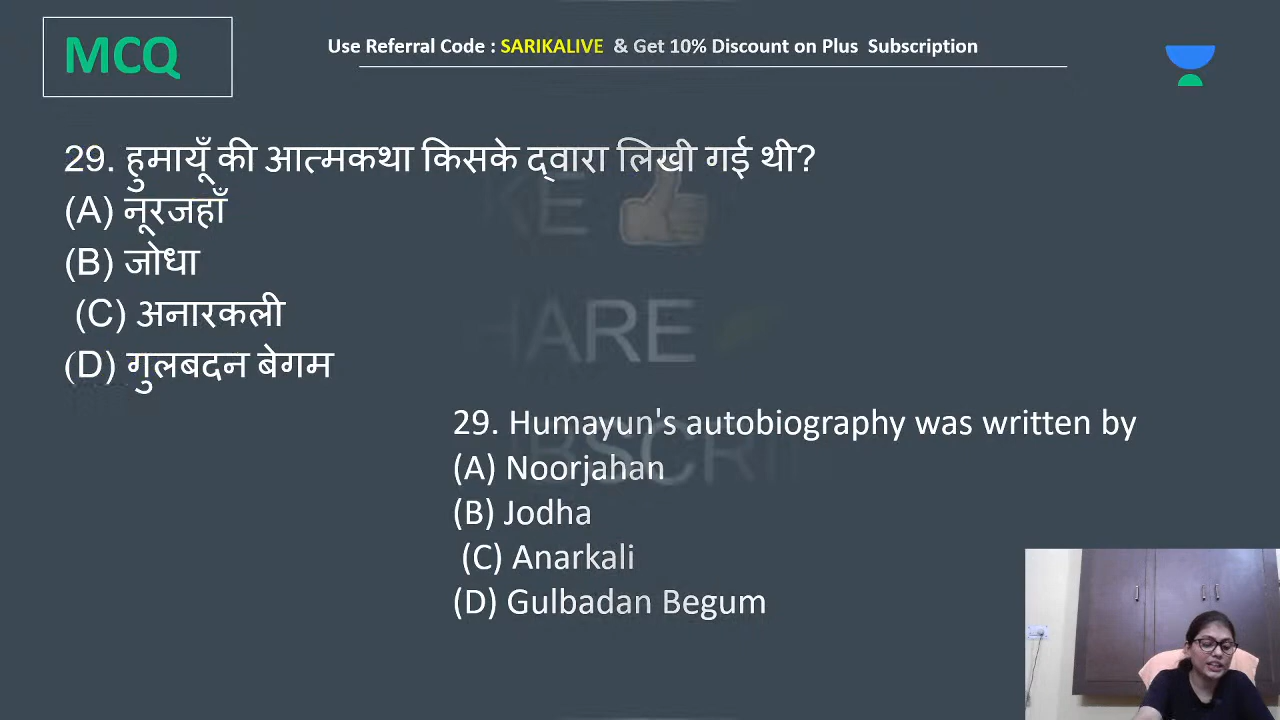 MCQ
Use Referral Code : SARIKALIVE & Get 10% Discount on Plus Subscription
29. हुमायूँ की आत्मकथा किसके द्वारा लिखी गई थी?
(A) नूरजहाँ
(B) जोधा
(C) अनारकली
(D) गुलबदन बेगम
29. Humayun's autobiography was written by
(A) Noorjahan
(B) Jodha
(C) Anarkali
(D) Gulbadan Begum